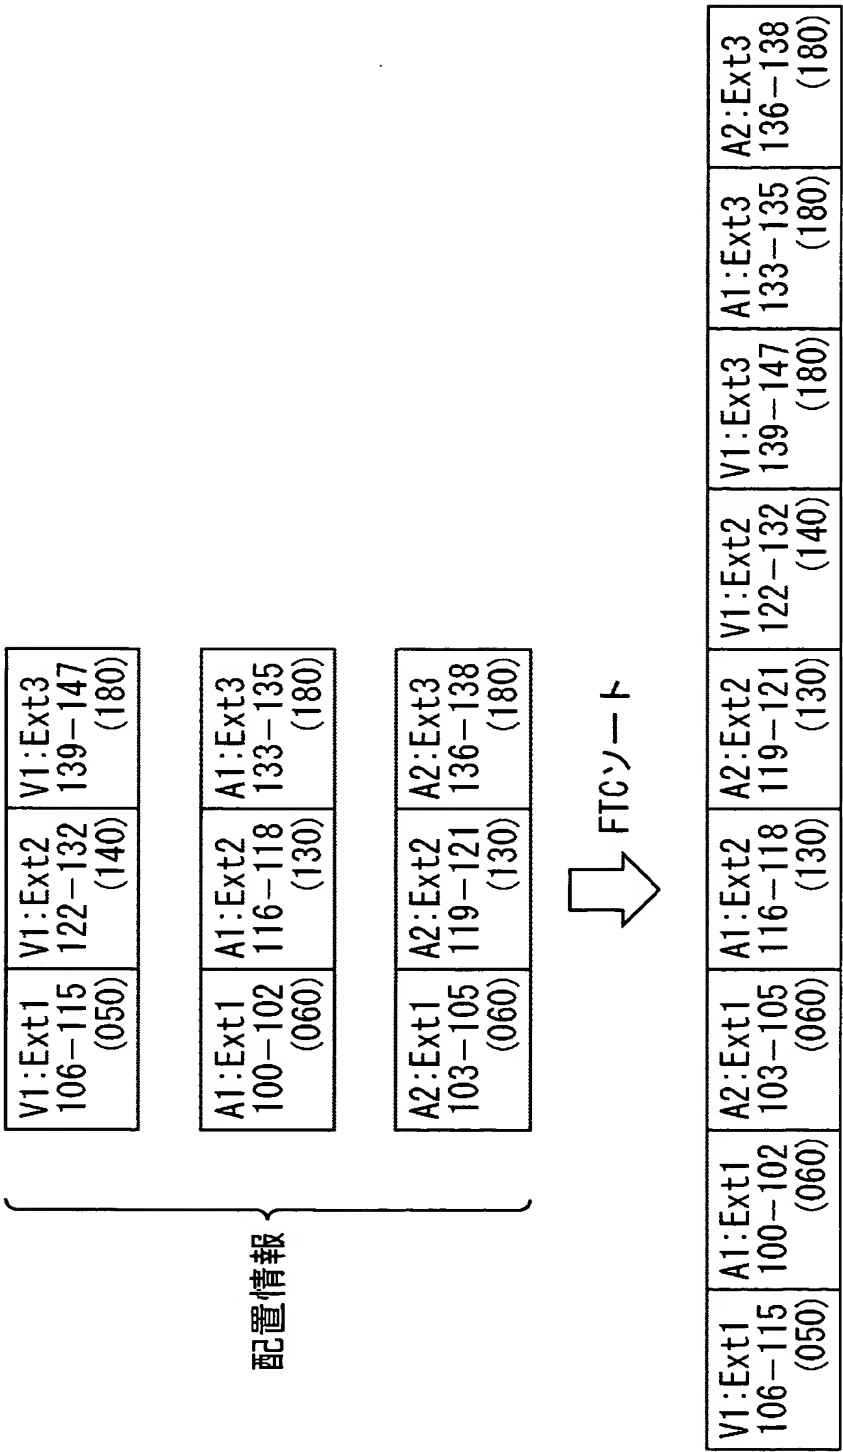 配置情報
V1:Ext1
106-115
(050)
V1:Ext2
122-132
(140)
V1:Ext3
139-147
(180)
A1:Ext1
100-102
(060)
A1:Ext2
116-118
(130)
A1:Ext3
133-135
(180)
A2:Ext1
103-105
(060)
A2:Ext2
119-121
(130)
A2:Ext3
136-138
(180)
FTCソート
V1:Ext1
106-115
(050)
A1:Ext1
100-102
(060)
A2:Ext1
103-105
(060)
A1:Ext2
116-118
(130)
A2:Ext2
119-121
(130)
V1:Ext2
122-132
(140)
V1:Ext3
139-147
(180)
A1:Ext3
133-135
(180)
A2:Ext3
136-138
(180)